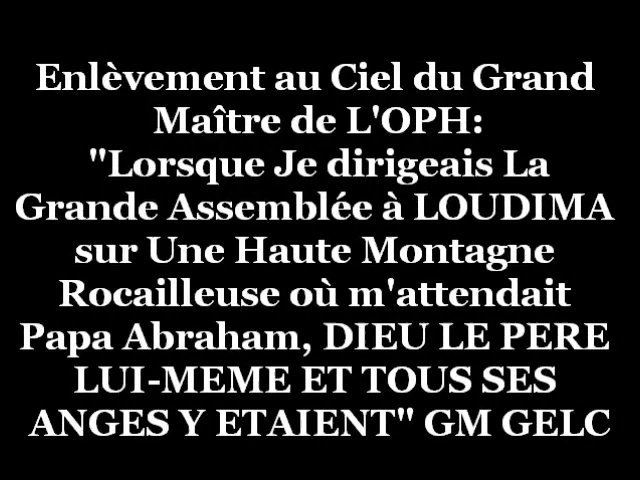 Enlèvement au Ciel du Grand
Maître de L'OPH:
"Lorsque Je dirigeais La
Grande Assemblée à LOUDIMA
sur Une Haute Montagne
Rocailleuse où m'attendait
Papa Abraham, DIEU LE PERE
LUI-MEME ET TOUS SES
ANGES Y ETAIENT" GM GELC